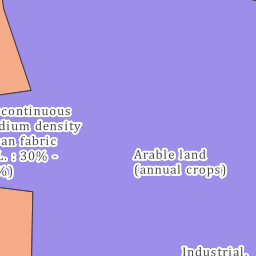 continuous
dium density
an fabric
L. : 30% -
%)
Arable land
(annual crops)
Industrial,